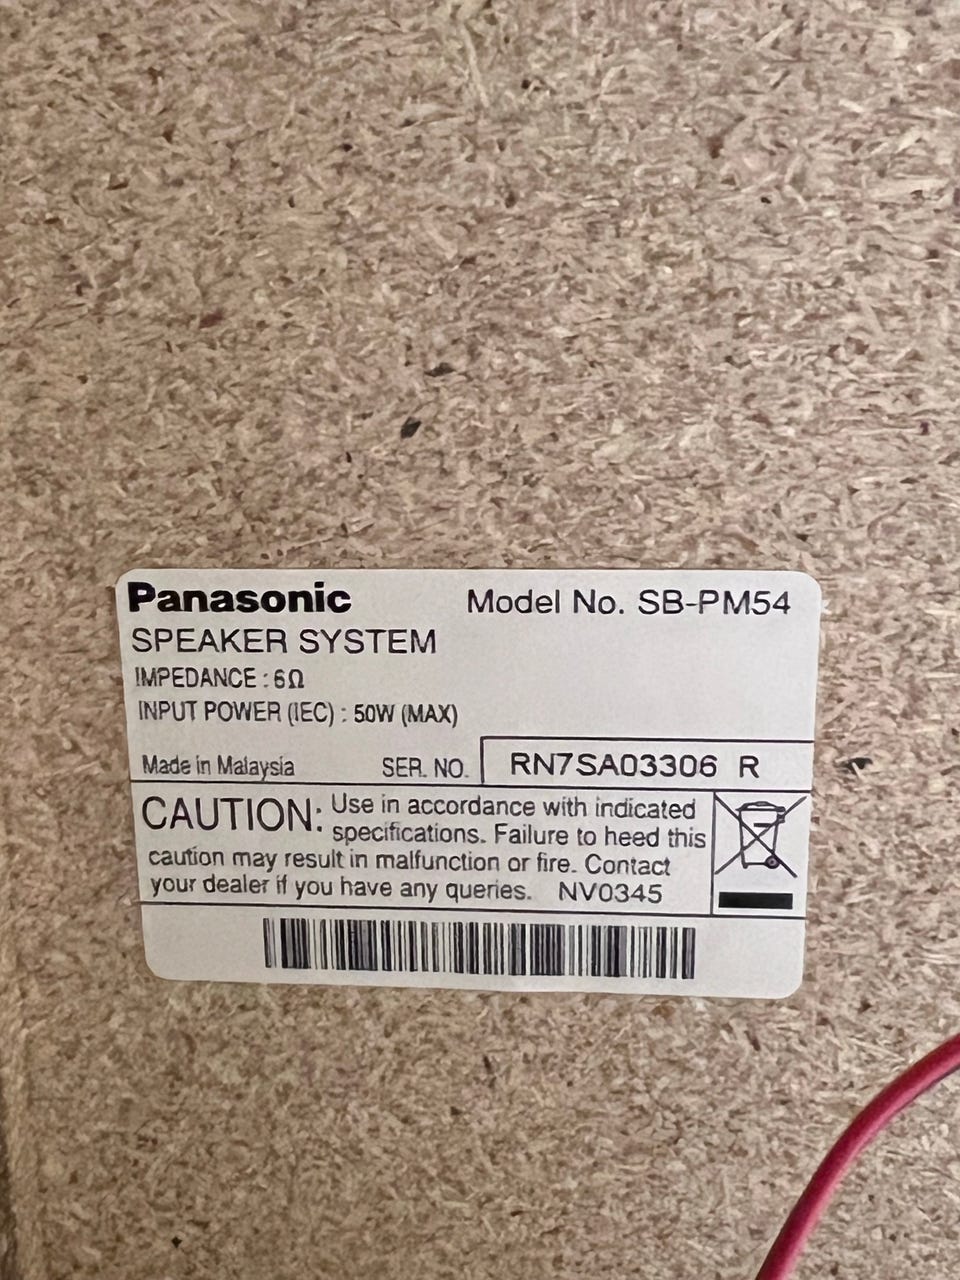 Panasonic Model No. SB-PM54
SPEAKER SYSTEM
IMPEDANCE : 6Ω
INPUT POWER (IEC) : 50W (MAX)
Made in Malaysia SER. NO. RN7SA03306 R
CAUTION: Use in accordance with indicated
specifications. Failure to heed this
caution may result in malfunction or fire. Contact
your dealer if you have any queries. NV0345